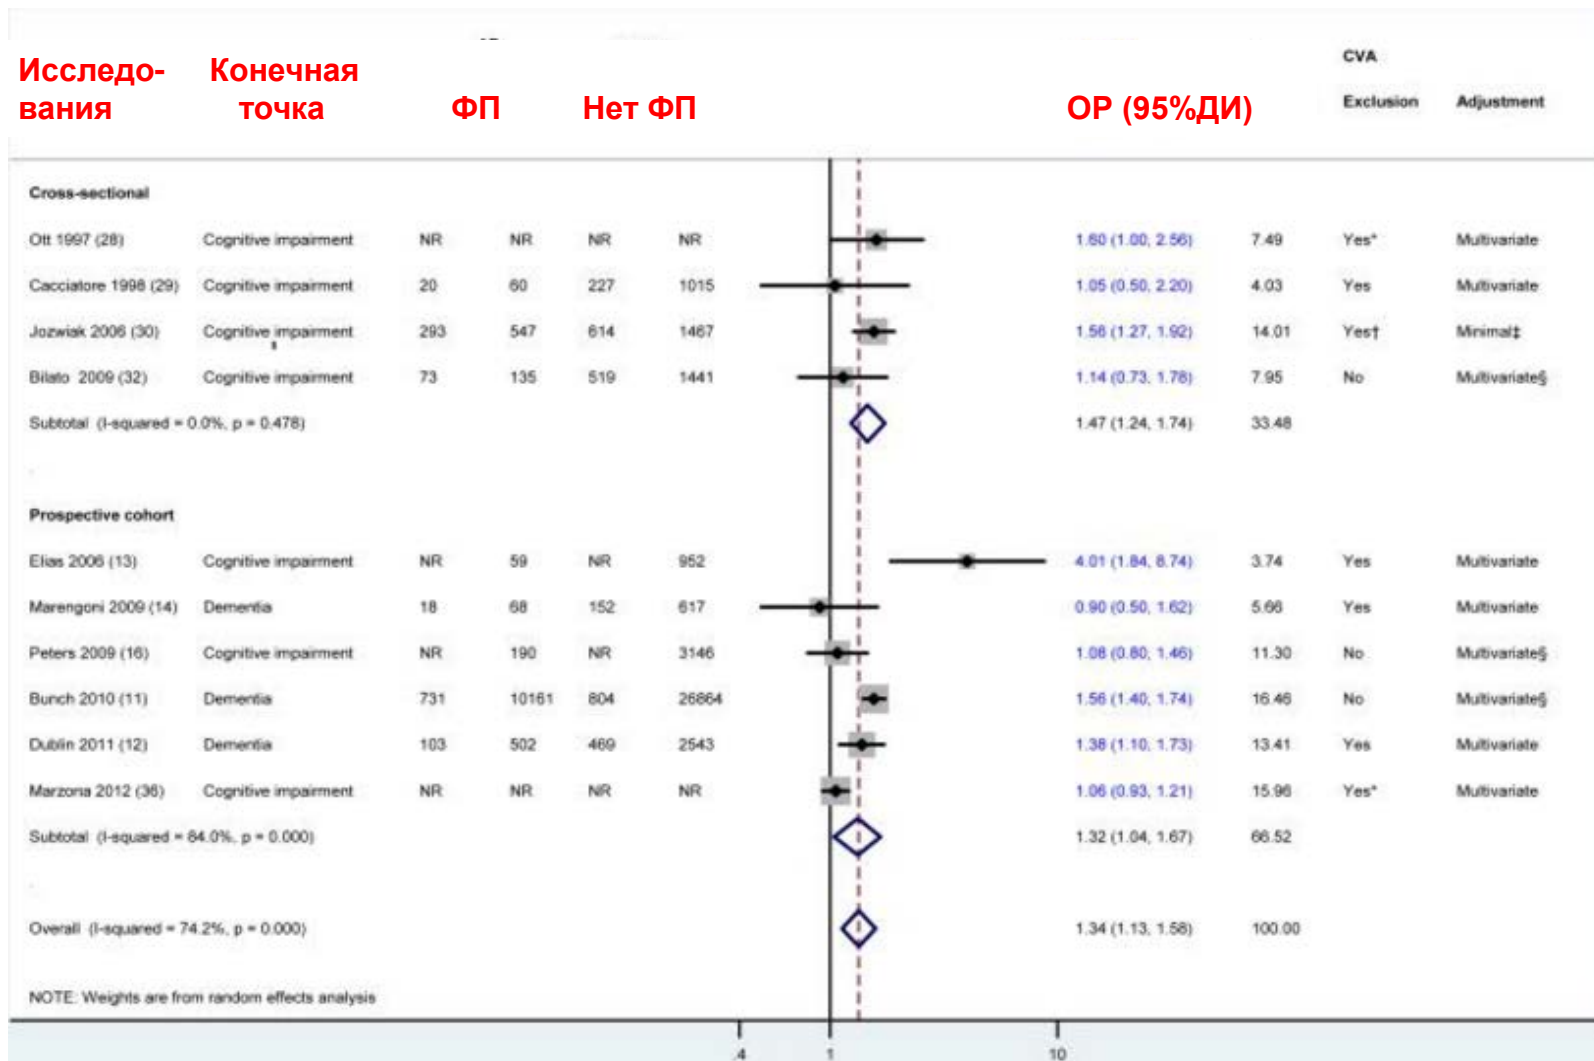 CVA
Исследо- Конечная
вания точка ФП Нет ФП ОР (95%ДИ) Exclusion Adjustment
Cross-sectional
Ott 1997 (28) Cognitive impairment NR NR NR NR 1.60 (1.00, 2.56) 7.49 Yes* Multivariate
Cacciatore 1998 (29) Cognitive impairment 20 60 227 1015 1.05 (0.50, 2.20) 4.03 Yes Multivariate
Jozwiak 2006 (30) Cognitive impairment 293 547 614 1467 1.56 (1.27, 1.92) 14.01 Yes† Minimal‡
Bilato 2009 (32) Cognitive impairment 73 135 519 1441 1.14 (0.73, 1.78) 7.95 No Multivariate§
Subtotal (I-squared = 0.0%, p = 0.478) 1.47 (1.24, 1.74) 33.48
Prospective cohort
Elias 2006 (13) Cognitive impairment NR 59 NR 952 4.01 (1.84, 8.74) 3.74 Yes Multivariate
Marengoni 2009 (14) Dementia 18 68 152 617 0.90 (0.50, 1.62) 5.66 Yes Multivariate
Peters 2009 (16) Cognitive impairment NR 190 NR 3146 1.08 (0.80, 1.46) 11.30 No Multivariate§
Bunch 2010 (11) Dementia 731 10161 804 26864 1.56 (1.40, 1.74) 16.46 No Multivariate§
Dublin 2011 (12) Dementia 103 502 469 2543 1.38 (1.10, 1.73) 13.41 Yes Multivariate
Marzona 2012 (36) Cognitive impairment NR NR NR NR 1.06 (0.93, 1.21) 15.96 Yes* Multivariate
Subtotal (I-squared = 84.0%, p = 0.000) 1.32 (1.04, 1.67) 66.52
Overall (I-squared = 74.2%, p = 0.000) 1.34 (1.13, 1.58) 100.00
NOTE: Weights are from random effects analysis
.4 1 10